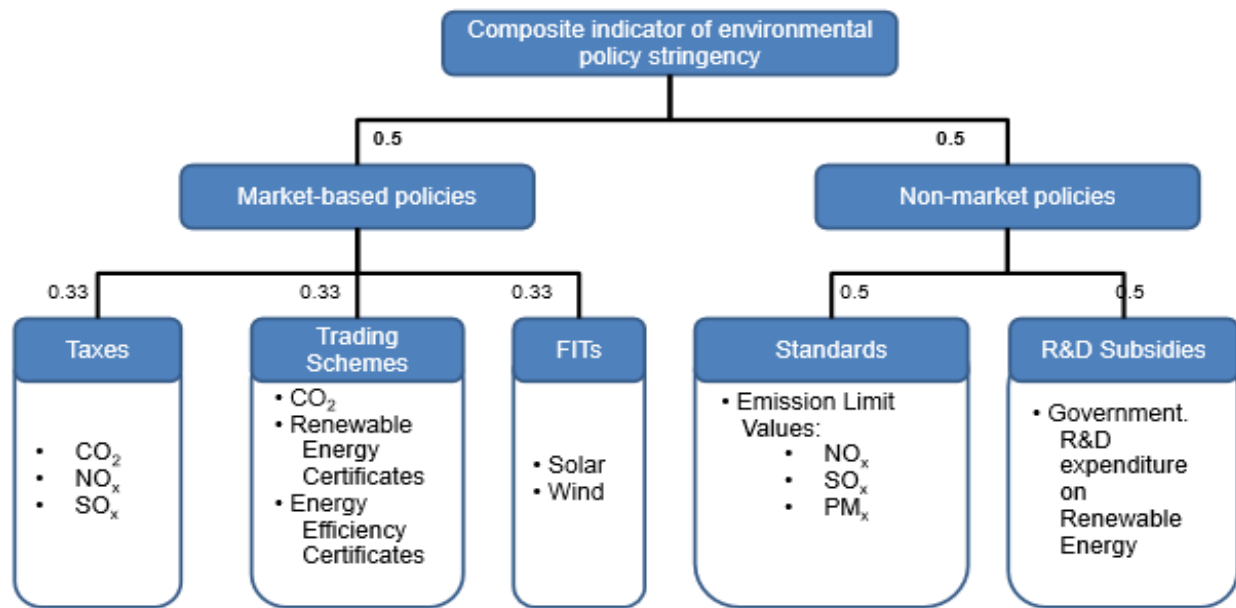 Composite indicator of environmental
policy stringency
0.5
0.5
Market-based policies
Non-market policies
0.33
0.33
0.33
0.5
0.5
Taxes
• CO₂
• NOₓ
• SOₓ
Trading
Schemes
• CO₂
• Renewable
Energy
Certificates
• Energy
Efficiency
Certificates
FITs
• Solar
• Wind
Standards
• Emission Limit
Values:
• NOₓ
• SOₓ
• PMₓ
R&D Subsidies
• Government.
R&D
expenditure
on
Renewable
Energy